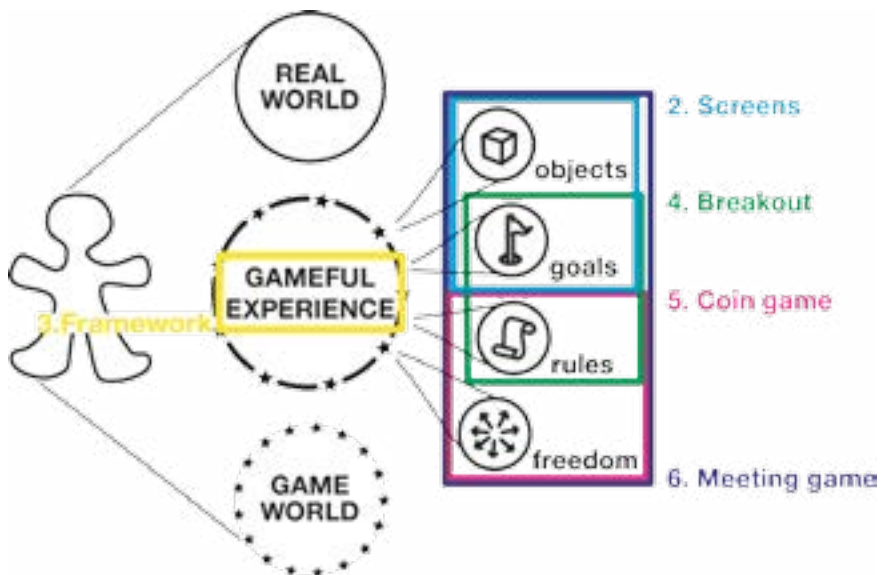 REAL
WORLD
2. Screens
objects
4. Breakout
GAMEFUL
EXPERIENCE
goals
3.Framework
5. Coin game
rules
freedom
GAME
WORLD
6. Meeting game